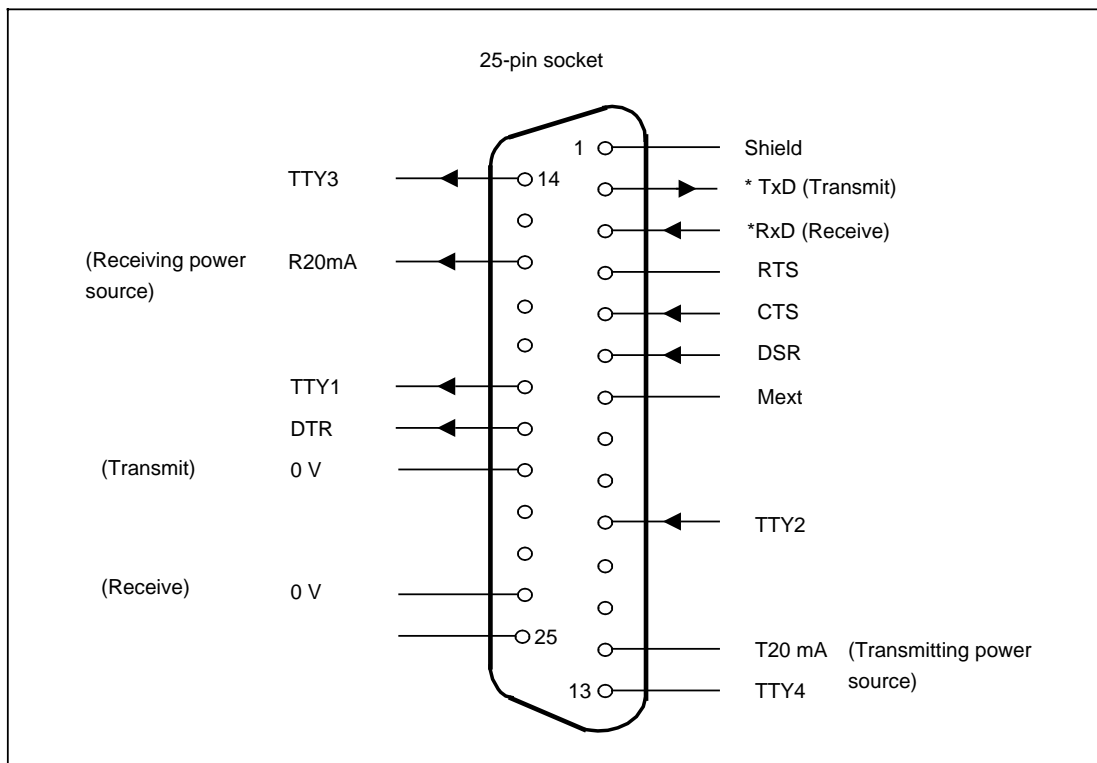 25-pin socket
1
Shield
TTY3
14
* TxD (Transmit)
*RxD (Receive)
(Receiving power
source)
R20mA
RTS
CTS
DSR
TTY1
Mext
DTR
(Transmit)
0 V
TTY2
(Receive)
0 V
25
T20 mA
(Transmitting power
source)
13
TTY4